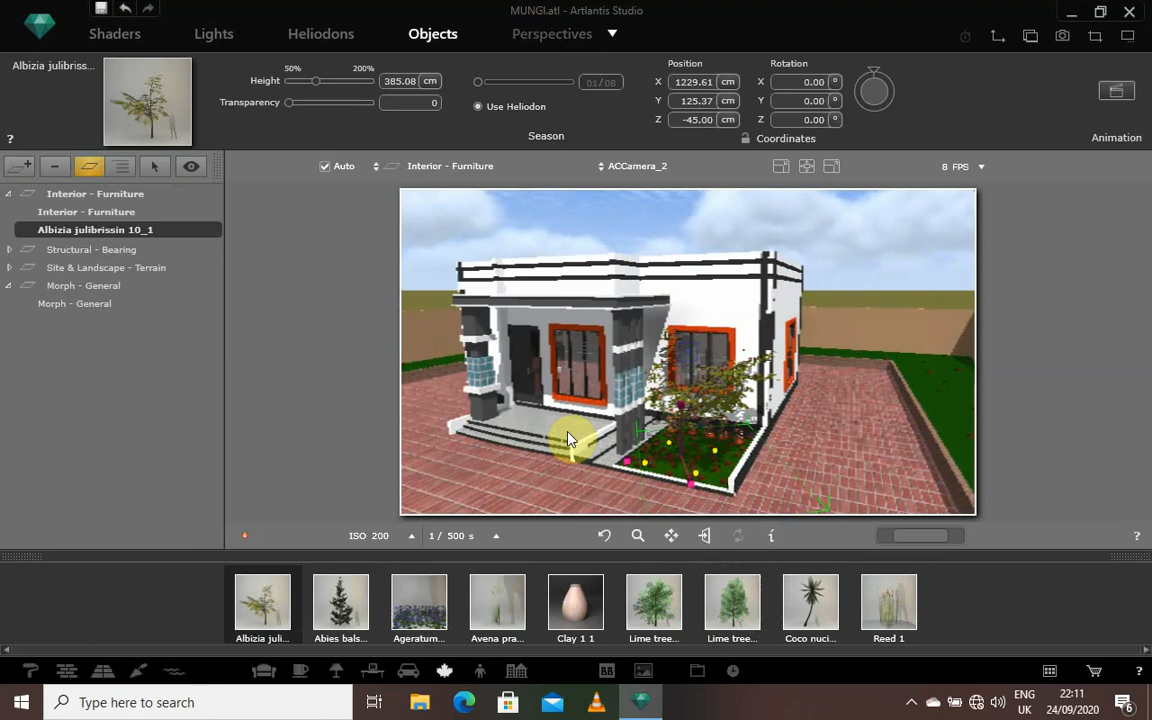 MUNGI.atl - Artlantis Studio
Shaders
Lights
Heliodons
Objects
Perspectives
Albizia julibriss...
50%
200%
Height
385.08
cm
Transparency
0
01/08
Use Heliodon
Season
Position
X
1229.61
cm
Y
125.37
cm
Z
-45.00
cm
Rotation
X
0.00
°
Y
0.00
°
Z
0.00
°
Coordinates
Animation
?
Auto
Interior - Furniture
ACCamera_2
8 FPS
Interior - Furniture
Interior - Furniture
Albizia julibrissin 10_1
Structural - Bearing
Site & Landscape - Terrain
Morph - General
Morph - General
ISO 200
1 / 500 s
i
?
Albizia juli...
Abies bals...
Ageratum...
Avena pra...
Clay 1 1
Lime tree...
Lime tree...
Coco nuci...
Reed 1
BB
?
Type here to search
ENG
UK
22:11
24/09/2020
6